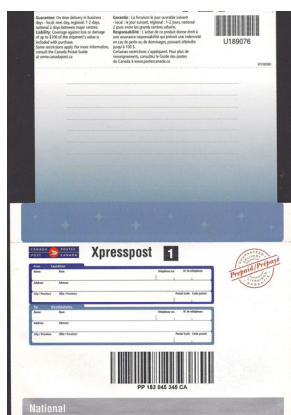 Guarantee: On-time delivery in business
days - local next day, regional 1-2 days,
national 2 days between major centres.
Liability: Coverage against loss or damage
of up to $100 of the shipment's value is
included with purchase.
Some restrictions apply. For more information,
consult the Postal Guide
at www.canadapost.ca
Garantie : La livraison le jour ouvrable suivant
- local : le jour suivant, régional: 1-2 jours, national
2 jours entre les grands centres urbains.
Responsabilité : L'achat de ce produit donne droit à
une assurance responsabilité qui prévoit une indemnité
en cas de perte ou de dommages, pouvant atteindre
jusqu'à 100 $.
Certaines restrictions s'appliquent. Pour plus de
renseignements, consultez le Guide des postes
du Canada à www.postescanada.ca
U189076
CANADA POSTES
POST CANADA
Xpresspost 1
GUARANTEED
Prepaid/Prépayé
From Expéditeur
Name Nom Telephone no. N° de téléphone
Address Adresse
City / Province Ville / Province Postal Code Code postal
To Destinataire
Name Nom Telephone no. N° de téléphone
Address Adresse
City / Province Ville / Province Postal Code Code postal
PP 183 045 345 CA
National